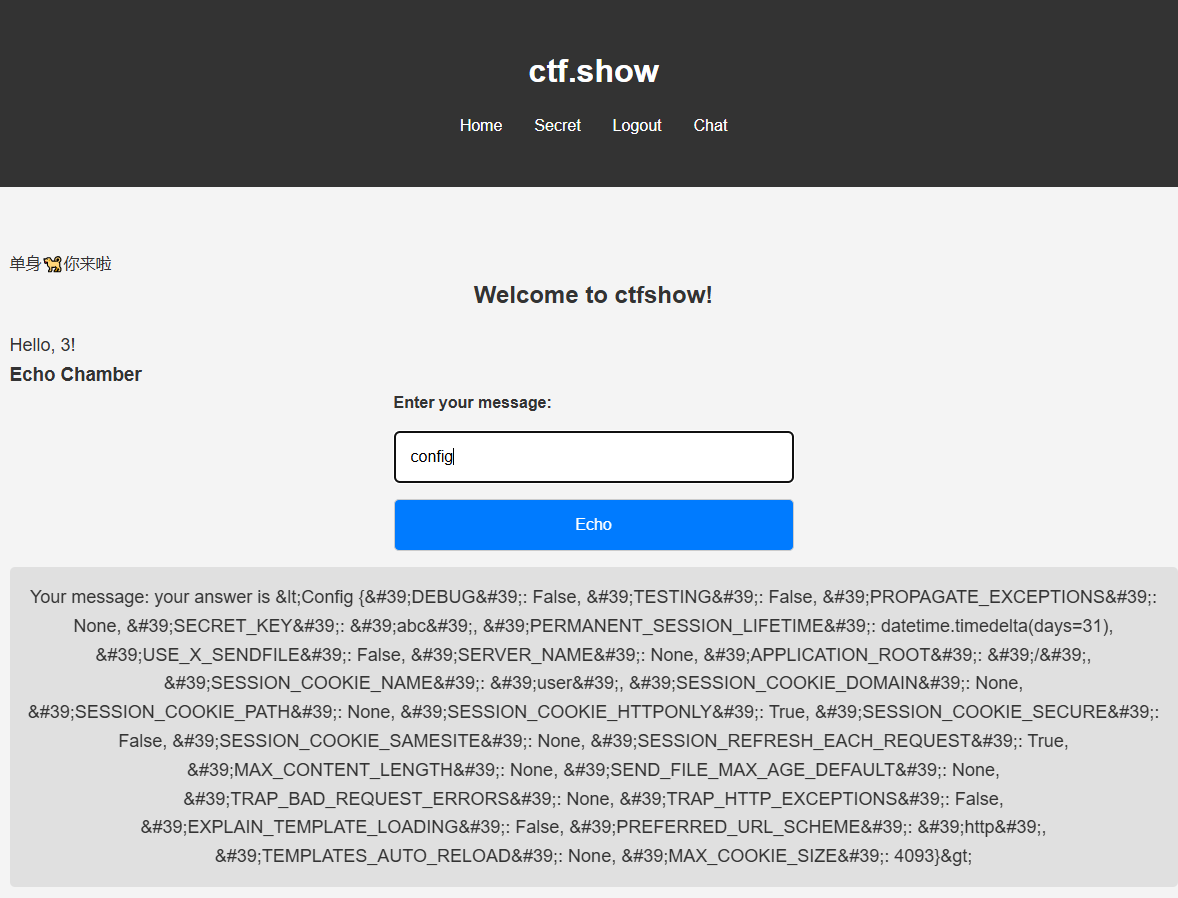 ctf.show
Home Secret Logout Chat
单身🐕你来啦
Welcome to ctfshow!
Hello, 3!
Echo Chamber
Enter your message:
config
Echo
Your message: your answer is &lt;Config {&#39;DEBUG&#39;: False, &#39;TESTING&#39;: False, &#39;PROPAGATE_EXCEPTIONS&#39;:
None, &#39;SECRET_KEY&#39;: &#39;abc&#39;, &#39;PERMANENT_SESSION_LIFETIME&#39;: datetime.timedelta(days=31),
&#39;USE_X_SENDFILE&#39;: False, &#39;SERVER_NAME&#39;: None, &#39;APPLICATION_ROOT&#39;: &#39;/&#39;,
&#39;SESSION_COOKIE_NAME&#39;: &#39;user&#39;, &#39;SESSION_COOKIE_DOMAIN&#39;: None,
&#39;SESSION_COOKIE_PATH&#39;: None, &#39;SESSION_COOKIE_HTTPONLY&#39;: True, &#39;SESSION_COOKIE_SECURE&#39;:
False, &#39;SESSION_COOKIE_SAMESITE&#39;: None, &#39;SESSION_REFRESH_EACH_REQUEST&#39;: True,
&#39;MAX_CONTENT_LENGTH&#39;: None, &#39;SEND_FILE_MAX_AGE_DEFAULT&#39;: None,
&#39;TRAP_BAD_REQUEST_ERRORS&#39;: None, &#39;TRAP_HTTP_EXCEPTIONS&#39;: False,
&#39;EXPLAIN_TEMPLATE_LOADING&#39;: False, &#39;PREFERRED_URL_SCHEME&#39;: &#39;http&#39;,
&#39;TEMPLATES_AUTO_RELOAD&#39;: None, &#39;MAX_COOKIE_SIZE&#39;: 4093}&gt;